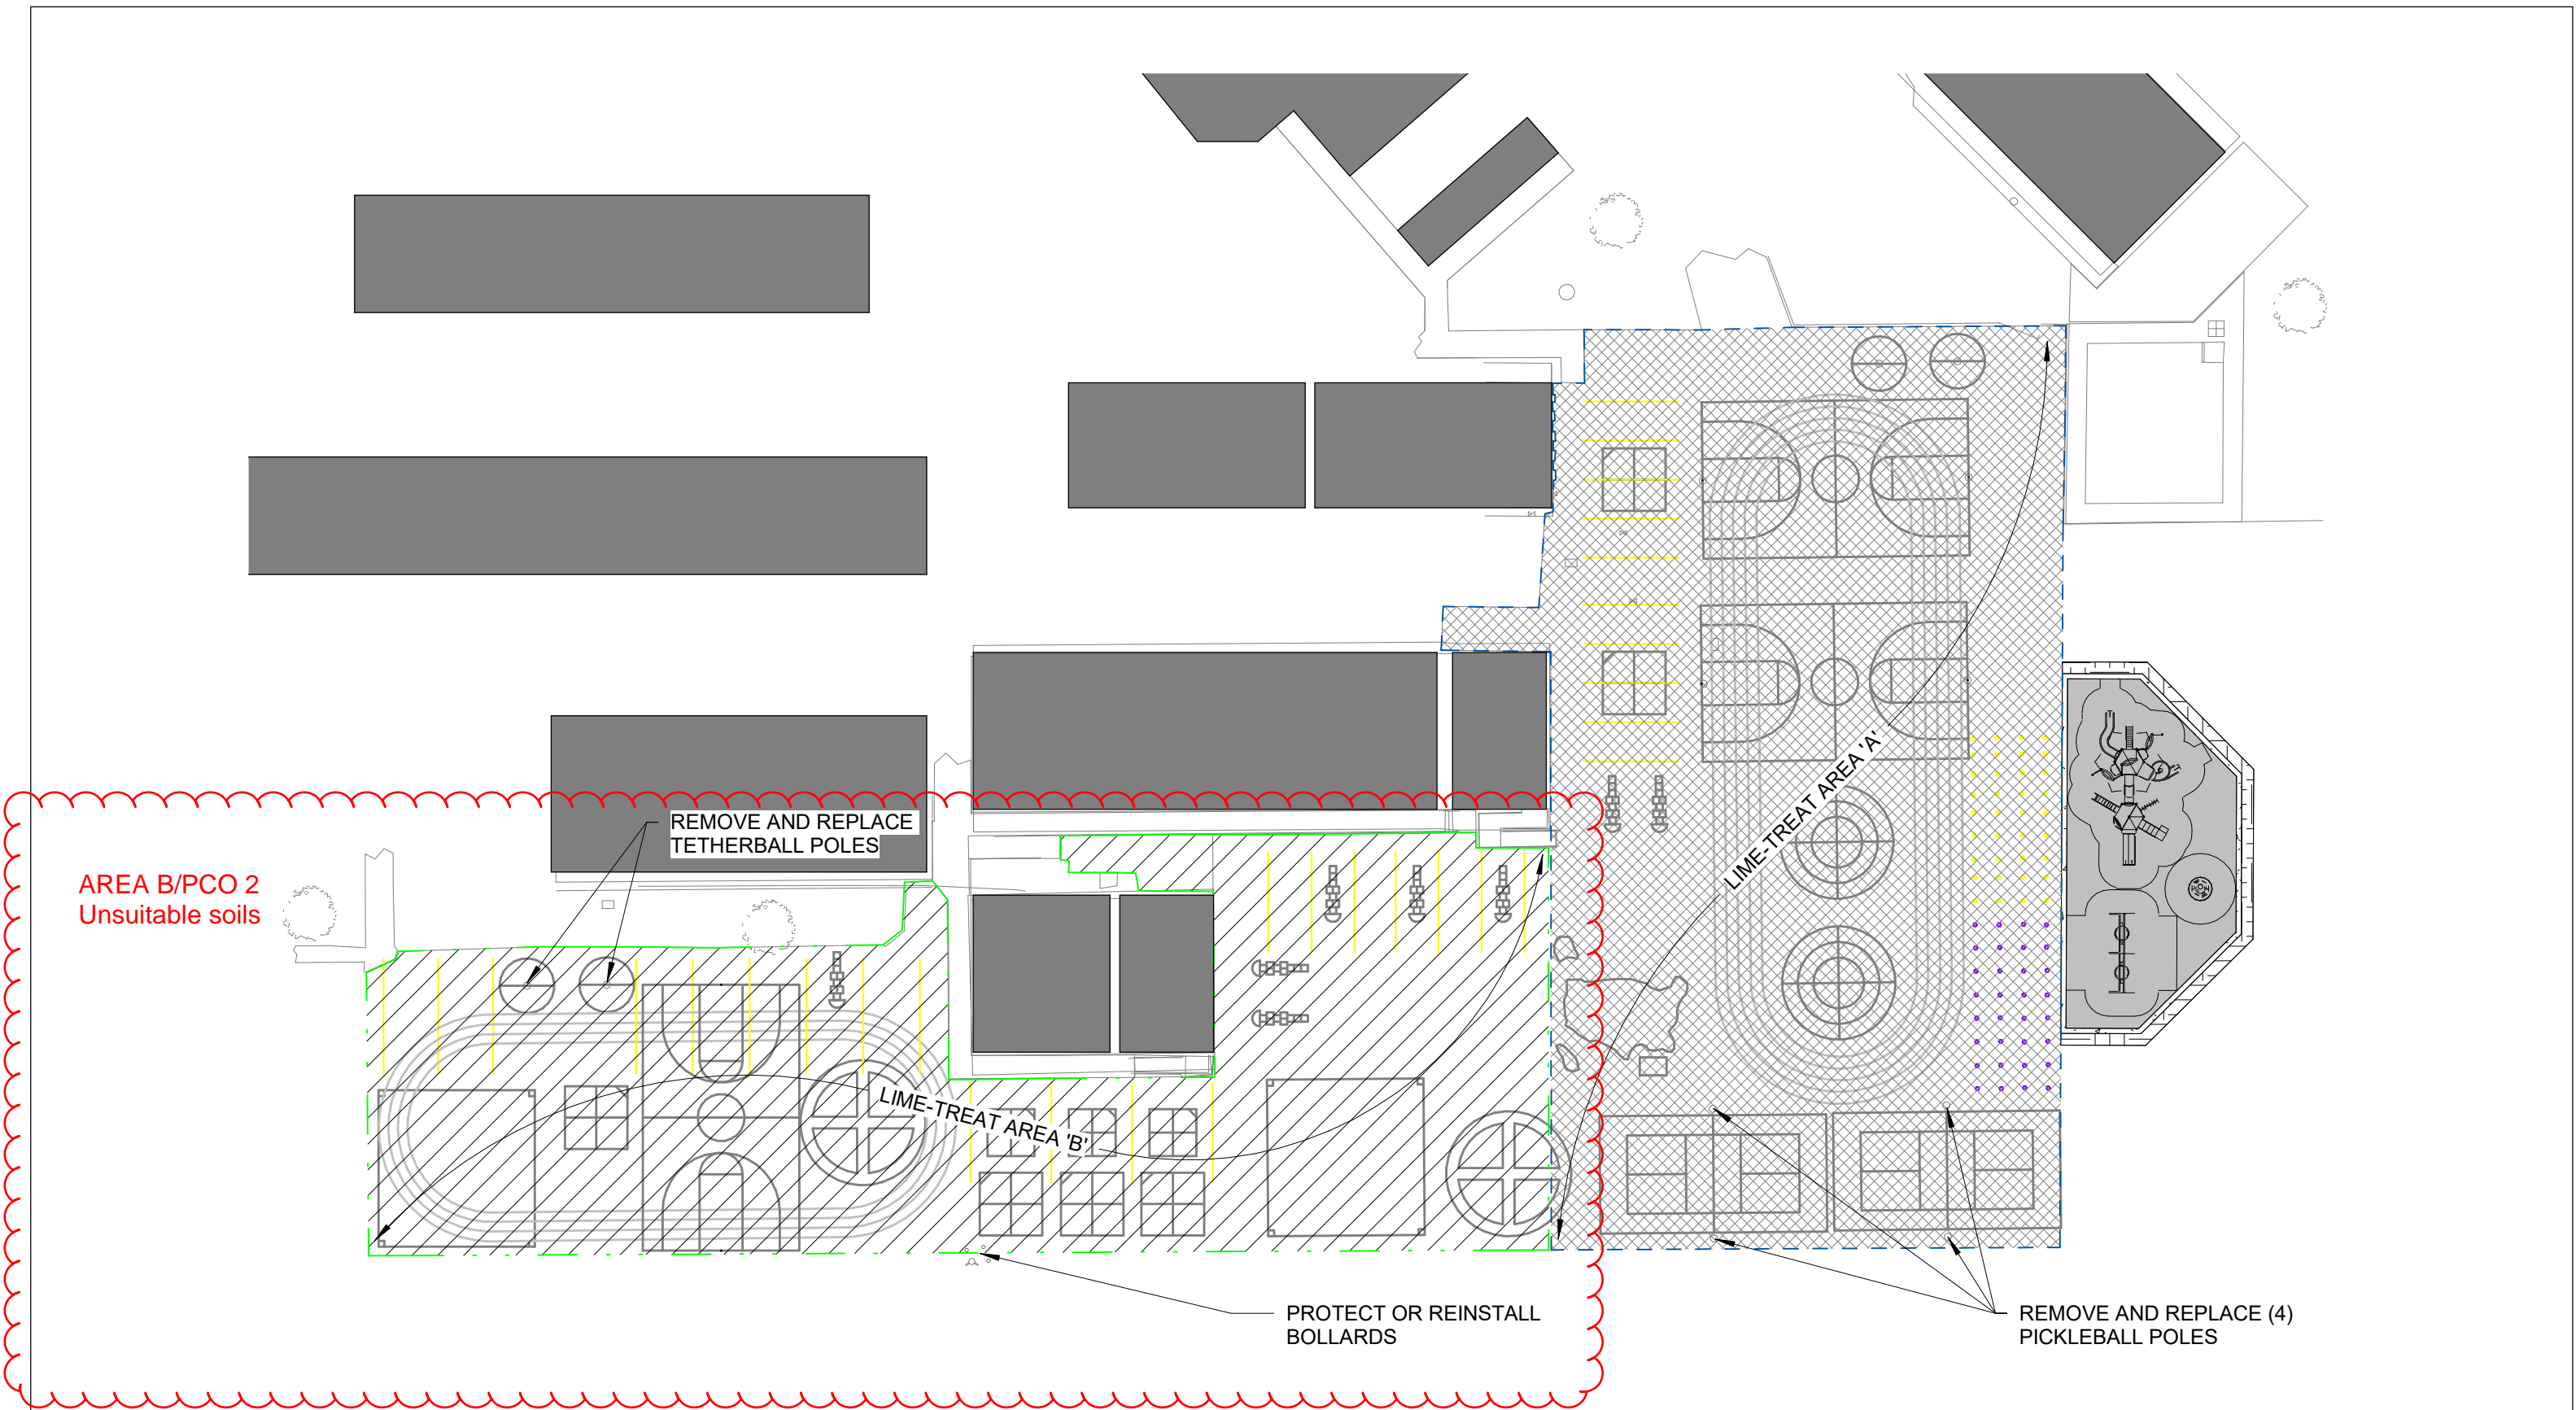 REMOVE AND REPLACE
TETHERBALL POLES
AREA B/PCO 2
Unsuitable soils
LIME-TREAT AREA 'A'
LIME-TREAT AREA 'B'
PROTECT OR REINSTALL
BOLLARDS
REMOVE AND REPLACE (4)
PICKLEBALL POLES